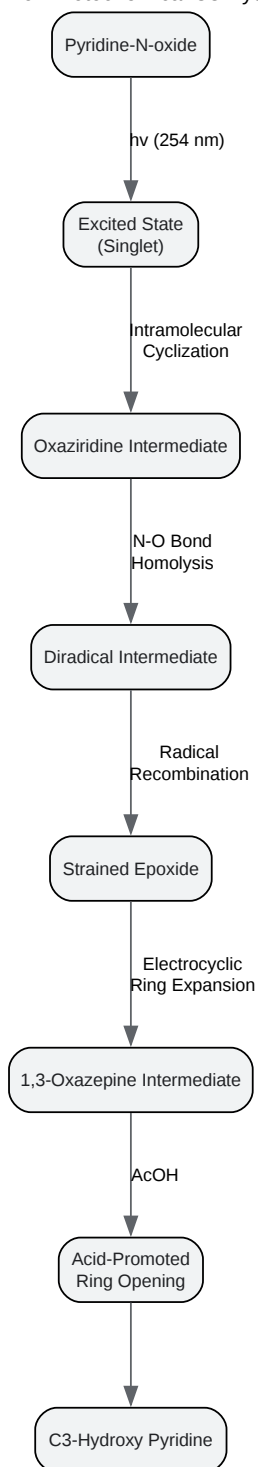 Pyridine-N-oxide
hv (254 nm)
Excited State
(Singlet)
Intramolecular
Cyclization
Oxaziridine Intermediate
N-O Bond
Homolysis
Diradical Intermediate
Radical
Recombination
Strained Epoxide
Electrocyclic
Ring Expansion
1,3-Oxazepine Intermediate
AcOH
Acid-Promoted
Ring Opening
C3-Hydroxy Pyridine